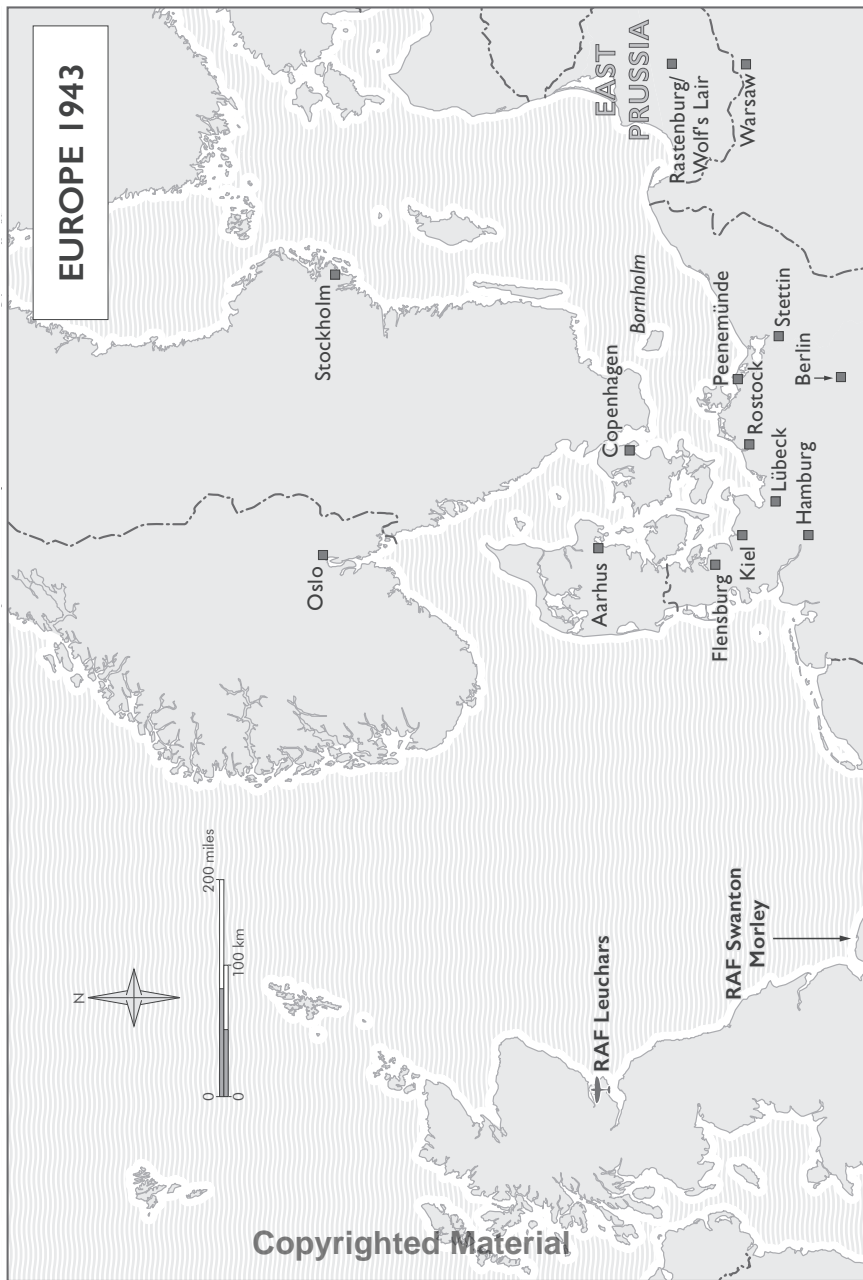 EUROPE 1943
N
0
200 miles
0
100 km
Oslo
Stockholm
RAF Leuchars
Aarhus
Copenhagen
Bornholm
EAST
PRUSSIA
Rastenburg/
Wolf's Lair
Warsaw
Flensburg
Kiel
Lübeck
Hamburg
Rostock
Peenemünde
Stettin
Berlin
RAF Swanton
Morley
Copyrighted Material